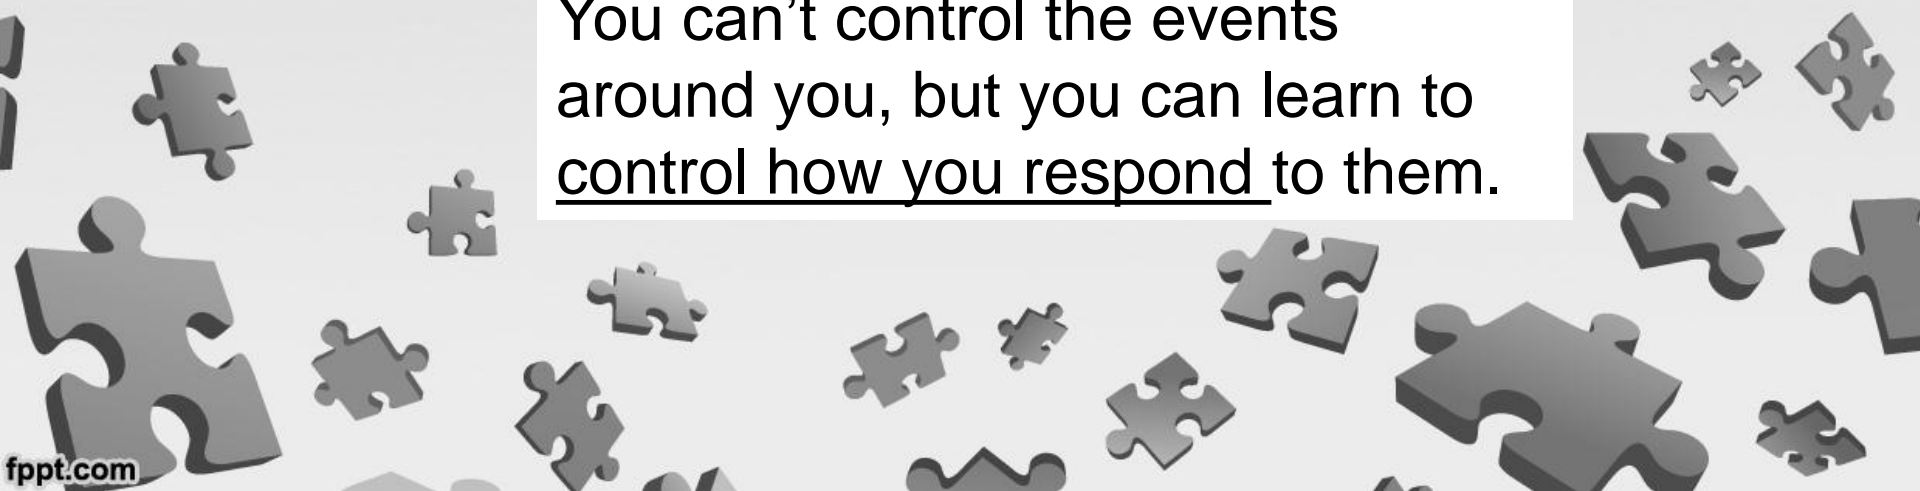 You can’t control the events
around you, but you can learn to
control how you respond to them.
fppt.com